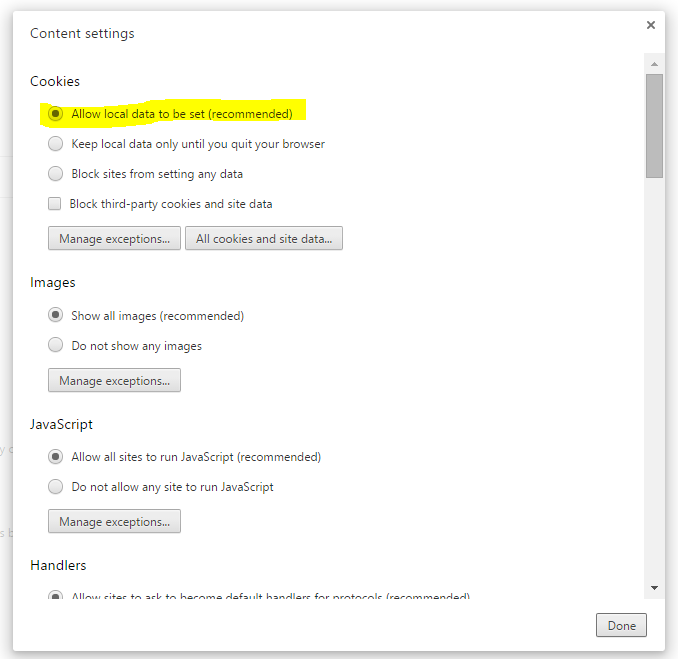 Content settings
Cookies
Allow local data to be set (recommended)
Keep local data only until you quit your browser
Block sites from setting any data
Block third-party cookies and site data
Manage exceptions... All cookies and site data...
Images
Show all images (recommended)
Do not show any images
Manage exceptions...
JavaScript
Allow all sites to run JavaScript (recommended)
Do not allow any site to run JavaScript
Manage exceptions...
Handlers
Allow sites to ask to become default handlers for protocols (recommended)
Done